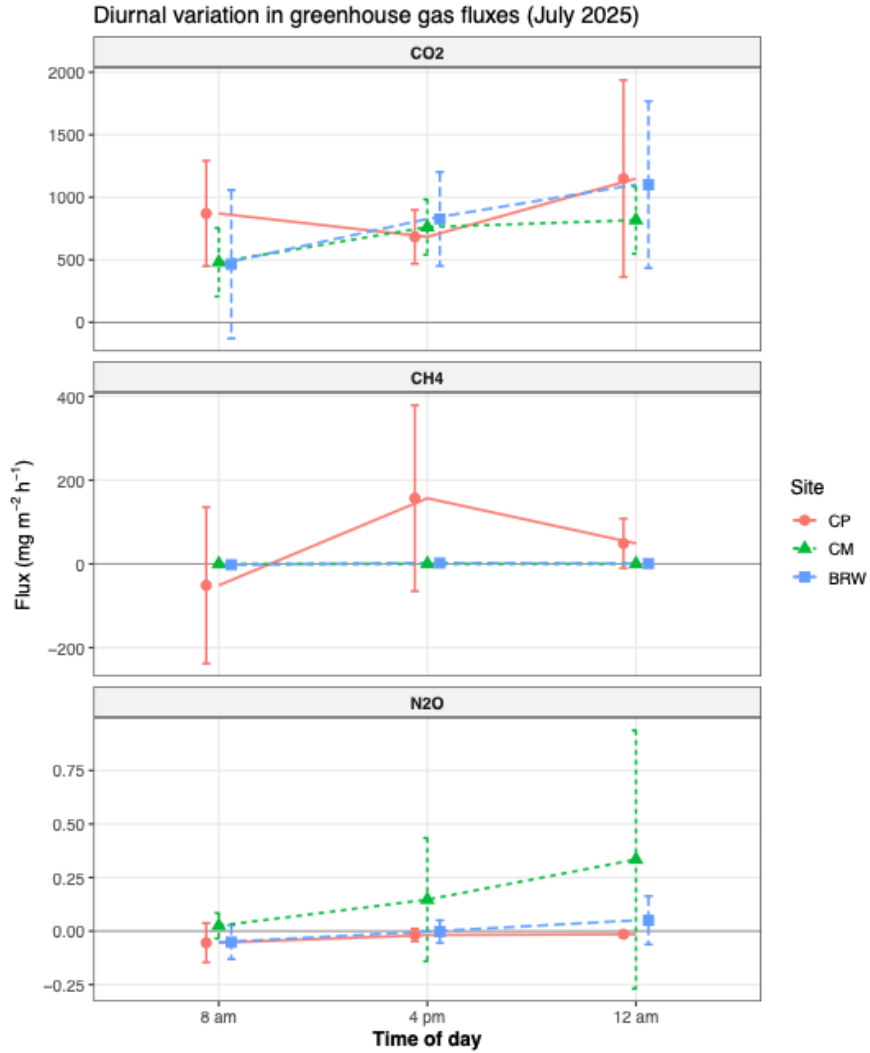 Diurnal variation in greenhouse gas fluxes (July 2025)
CO2
2000
1500
1000
500
0
CH4
400
200
0
−200
N2O
0.75
0.50
0.25
0.00
−0.25
8 am 4 pm 12 am
Time of day
Flux (mg m⁻² h⁻¹)
Site
CP
CM
BRW